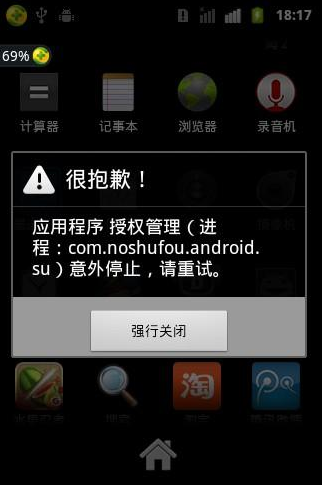 18:17
69%
计算器 记事本 浏览器 录音机
很抱歉！
应用程序 授权管理（进
程：com.noshufou.android.
su）意外停止，请重试。
强行关闭
淘